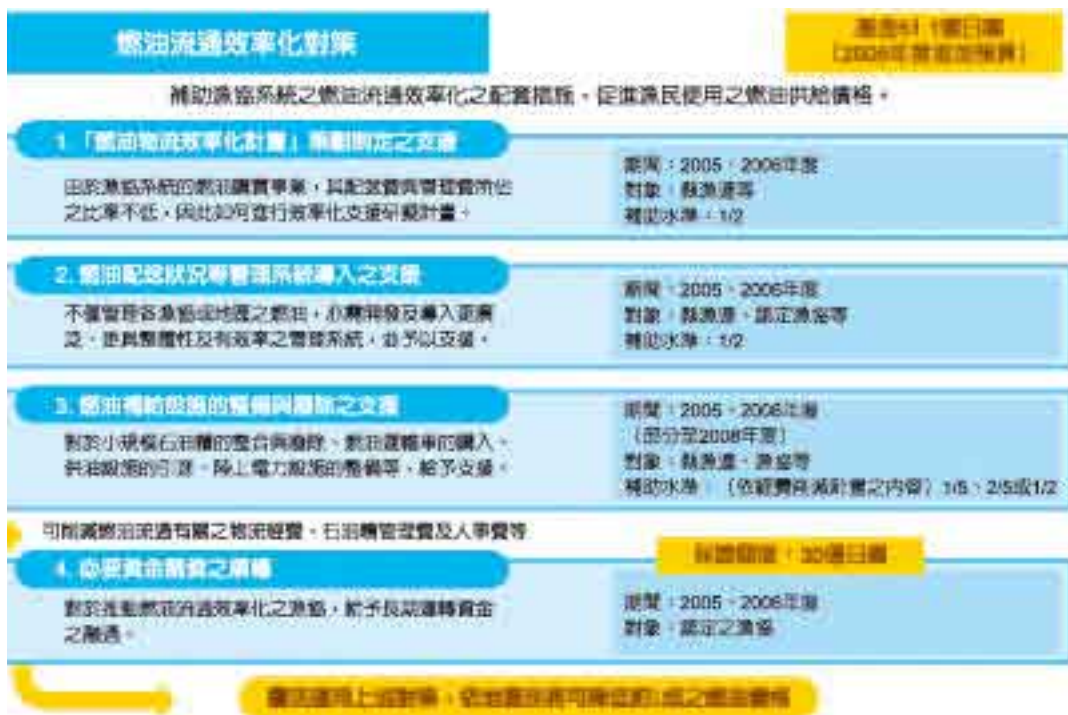 燃油流通效率化對策
(2005年度追加預算)
補助漁協系統之燃油流通效率化之配套措施,促進漁民使用之燃油供給價格。
1.「燃油物流效率化計畫」策劃制定之支援
由於漁協系統的燃油購買事業,其配送費與管理費所佔
之比率不低,因此如何進行效率化支援研擬計畫。
期間:2005、2006年度
對象:縣漁連等
補助水準:1/2
2. 燃油配送狀況等管理系統導入之支援
不僅管理各漁協或地區之燃油,亦需開發及導入更廣
泛、更具整體性及有效率之管理系統,並予以支援。
期間:2005、2006年度
對象:縣漁連、認定漁協等
補助水準:1/2
3. 燃油補給設施的整備與廢除之支援
對於小規模石油槽的整合與廢除、燃油運輸車的購入、
供油設施的引進、陸上電力設施的整備等,給予支援。
期間:2005、2006年度
(部分至2008年度)
對象:縣漁連、漁協等
補助水準:(依經費削減計畫之內容)1/5、2/5或1/2
可削減燃油流通有關之物流經費、石油槽管理費及人事費等
4. 必要資金融資之
保證額度:30億日圓
對於推動燃油流通效率化之漁協,給予長期運轉資金
之融通。
期間:2005、2006年度
對象:認定之漁協
靈活運用上述對策,依地區